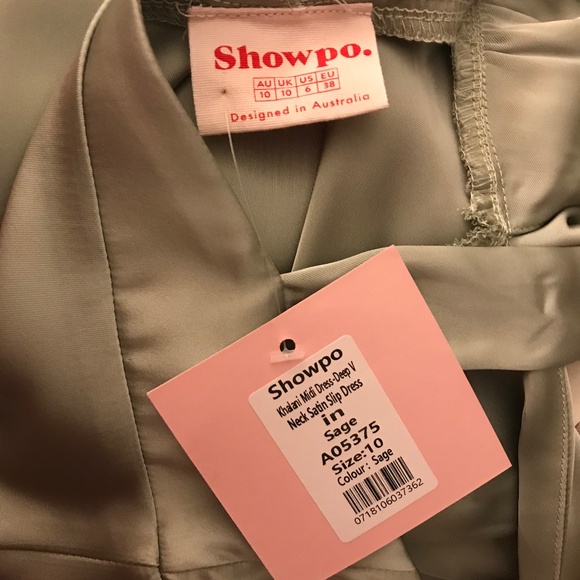 Showpo.
AU UK US EU
10 10 6 38
Designed in Australia
Showpo
Khalani Midi Dress-Deep V
Neck Satin Slip Dress
in
Sage
A05375
Size:10
Colour: Sage
0718106037362